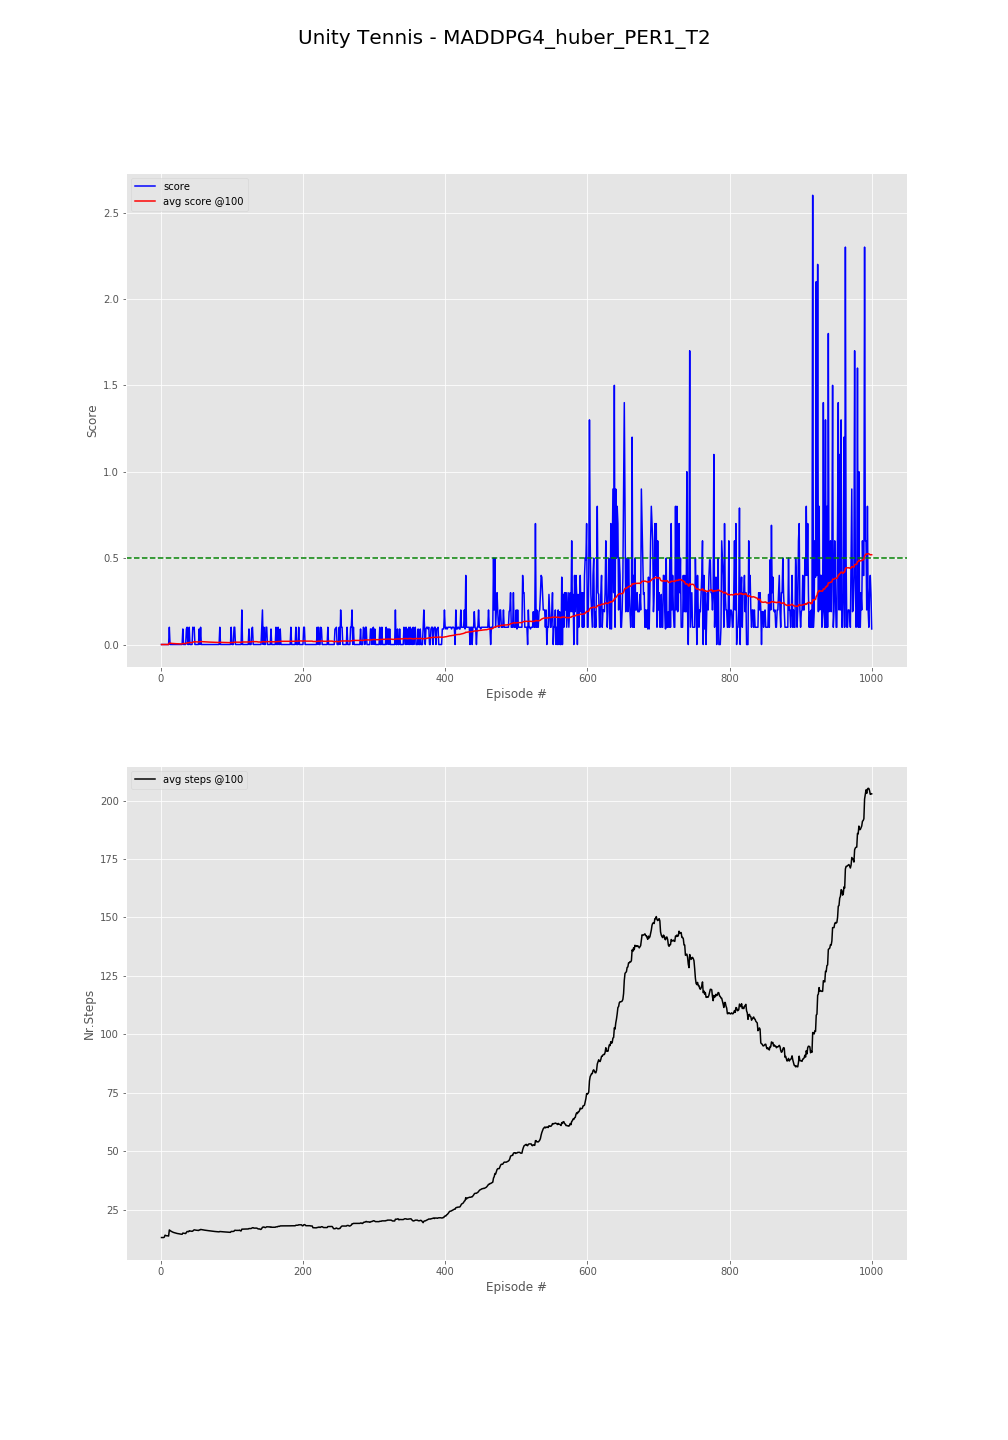 Unity Tennis - MADDPG4_huber_PER1_T2
score
avg score @100
2.5
2.0
1.5
1.0
0.5
0.0
Score
0 200 400 600 800 1000
Episode #
avg steps @100
200
175
150
125
100
75
50
25
Nr.Steps
0 200 400 600 800 1000
Episode #